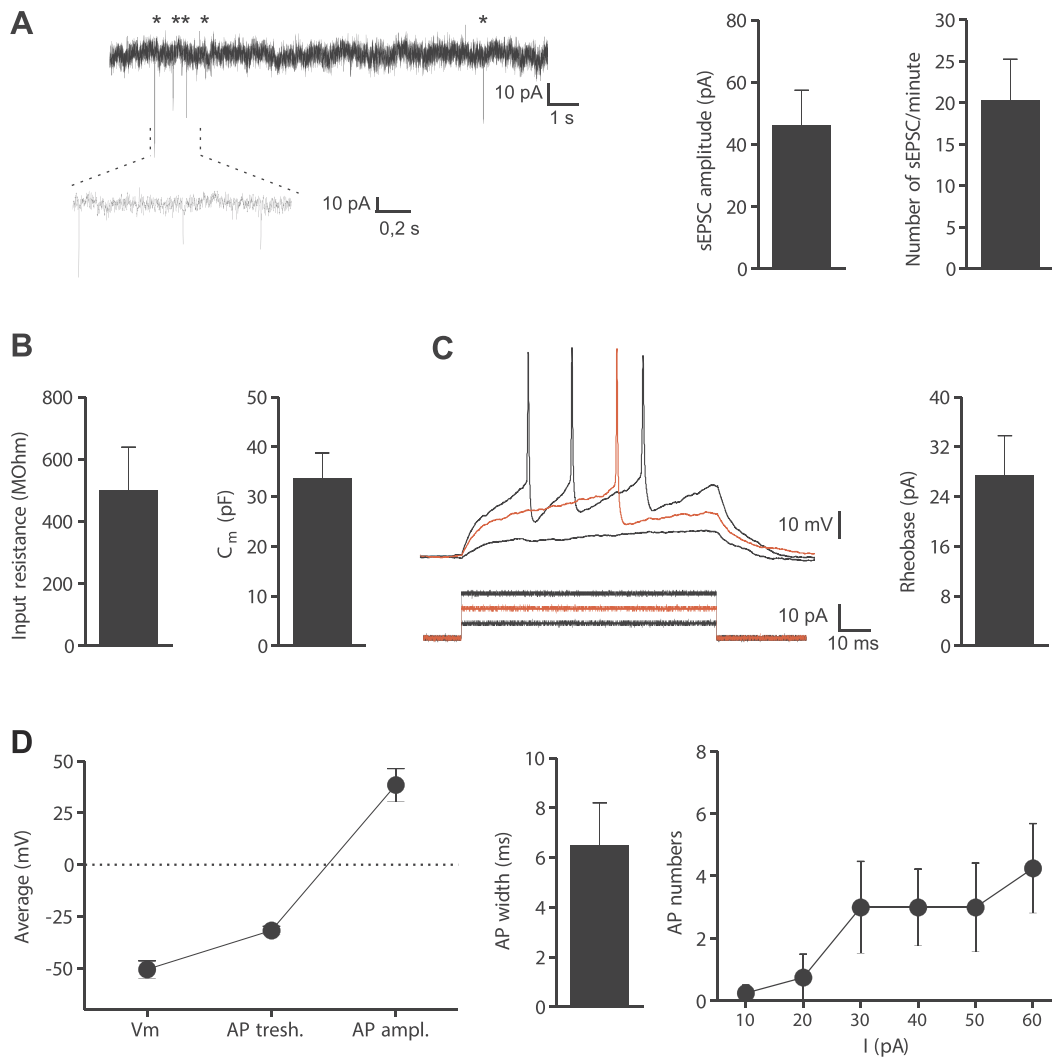 A
* ** * *
10 pA
1 s
10 pA
0,2 s
sEPSC amplitude (pA)
80
60
40
20
0
Number of sEPSC/minute
30
25
20
15
10
5
0
B
Input resistance (MOhm)
800
600
400
200
0
Cm (pF)
50
40
30
20
10
0
C
10 mV
10 pA
10 ms
Rheobase (pA)
40
32
24
16
8
0
D
Average (mV)
50
25
0
-25
-50
Vm
AP tresh.
AP ampl.
AP width (ms)
10
8
6
4
2
0
AP numbers
8
6
4
2
0
10 20 30 40 50 60
I (pA)